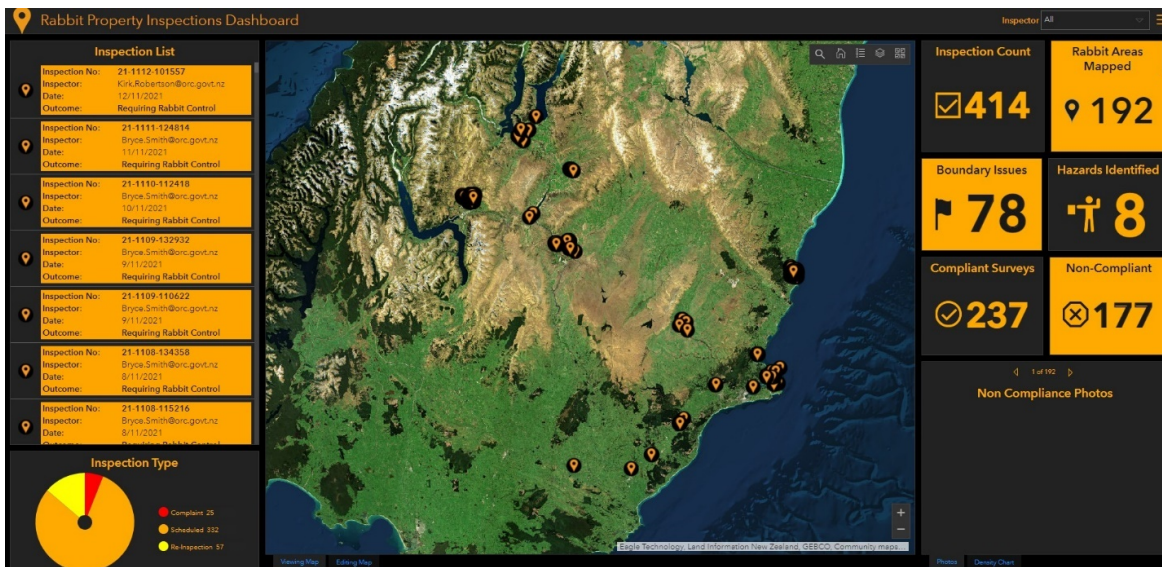 Rabbit Property Inspections Dashboard
Inspector All
Inspection List
Inspection No: 21-1112-101557
Inspector: Kirk.Robertson@orc.govt.nz
Date: 12/11/2021
Outcome: Requiring Rabbit Control
Inspection No: 21-1111-124814
Inspector: Bryce.Smith@orc.govt.nz
Date: 11/11/2021
Outcome: Requiring Rabbit Control
Inspection No: 21-1110-112418
Inspector: Bryce.Smith@orc.govt.nz
Date: 10/11/2021
Outcome: Requiring Rabbit Control
Inspection No: 21-1109-132932
Inspector: Bryce.Smith@orc.govt.nz
Date: 9/11/2021
Outcome: Requiring Rabbit Control
Inspection No: 21-1109-110622
Inspector: Bryce.Smith@orc.govt.nz
Date: 9/11/2021
Outcome: Requiring Rabbit Control
Inspection No: 21-1108-134358
Inspector: Bryce.Smith@orc.govt.nz
Date: 8/11/2021
Outcome: Requiring Rabbit Control
Inspection No: 21-1108-115216
Inspector: Bryce.Smith@orc.govt.nz
Date: 8/11/2021
Outcome: Requiring Rabbit Control
Inspection Type
Complaint 25
Scheduled 332
Re-Inspection 57
Eagle Technology, Land Information New Zealand, GEBCO, Community maps...
Viewing Map Editing Map
Inspection Count
414
Rabbit Areas
Mapped
192
Boundary Issues
78
Hazards Identified
8
Compliant Surveys
237
Non-Compliant
177
1 of 192
Non Compliance Photos
Photos Density Chart